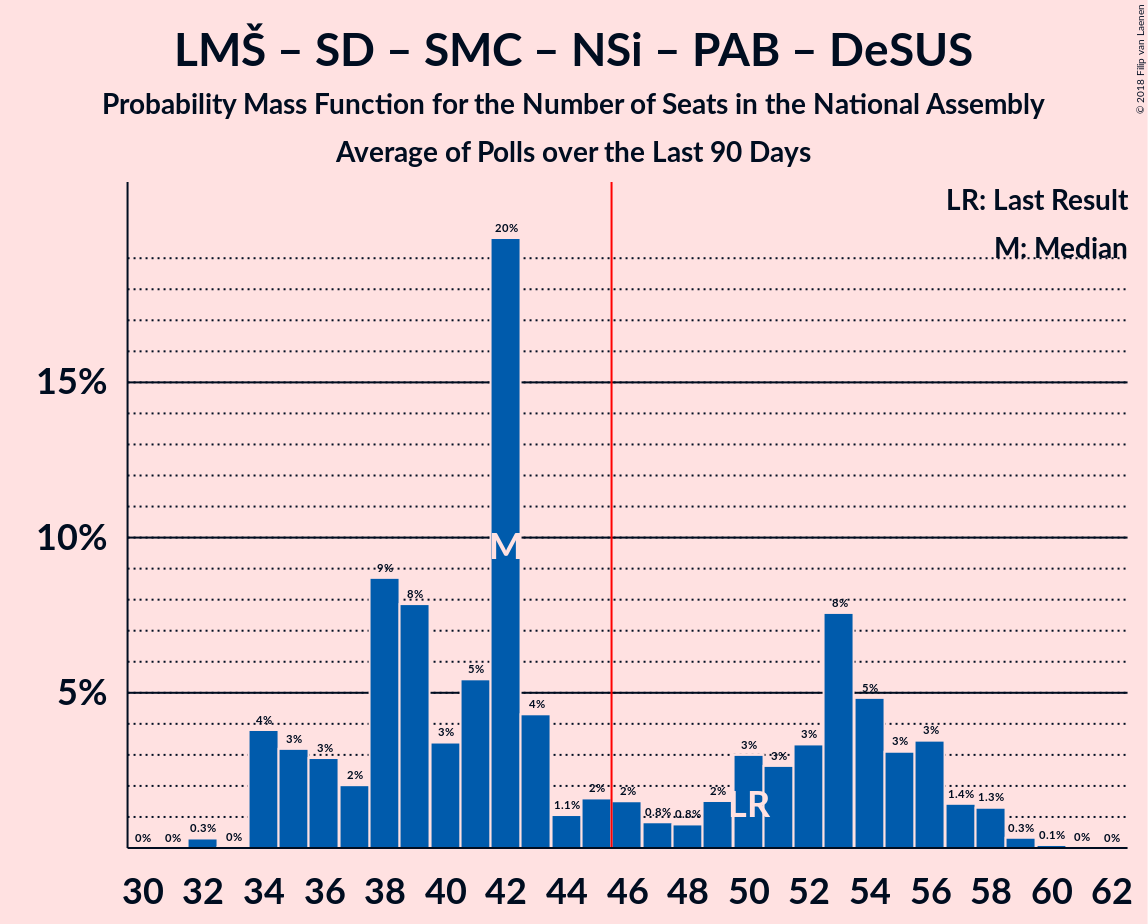 LMŠ – SD – SMC – NSi – PAB – DeSUS
Probability Mass Function for the Number of Seats in the National Assembly
Average of Polls over the Last 90 Days
© 2018 Filip van Laenen
LR: Last Result
M: Median
15%
10%
5%
0% 0% 0.3% 0% 4% 3% 3% 2% 9% 8% 3% 5% 20% 4% 1.1% 2% 2% 0.8% 0.8% 2% 3% 3% 3% 8% 5% 3% 3% 1.4% 1.3% 0.3% 0.1% 0% 0%
M
LR
30 32 34 36 38 40 42 44 46 48 50 52 54 56 58 60 62